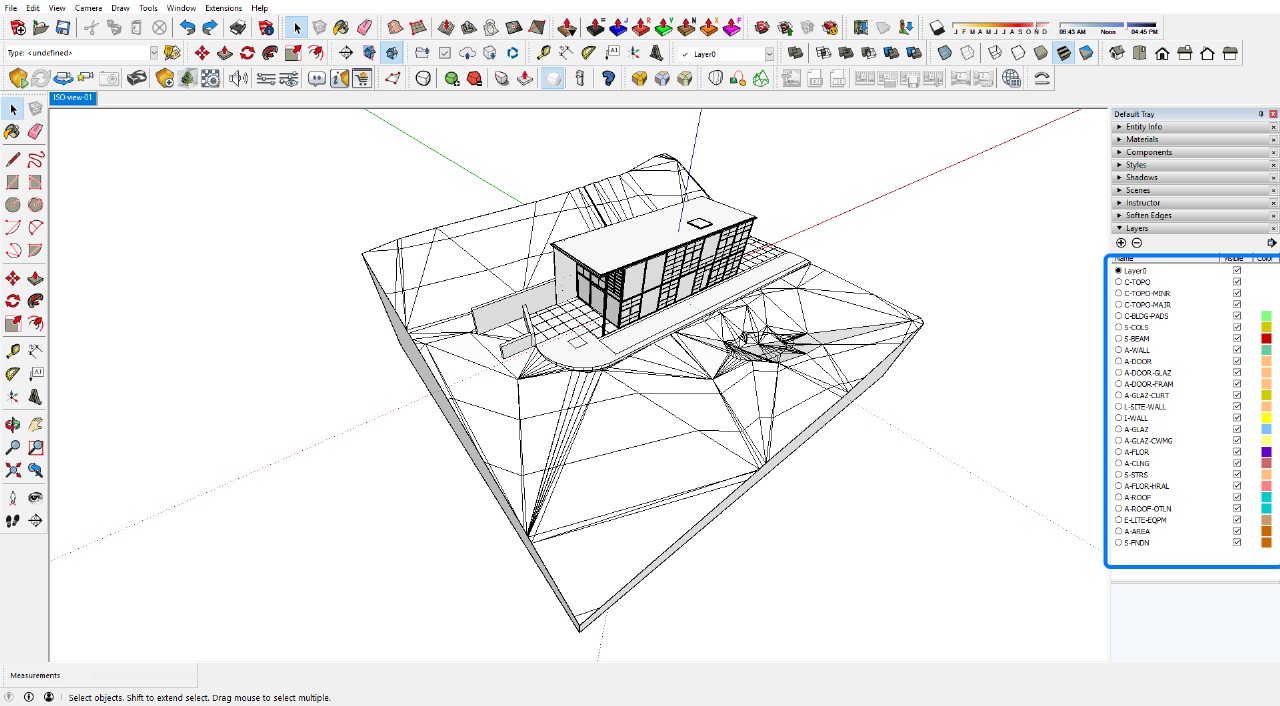 File Edit View Camera Draw Tools Window Extensions Help
J F M A M J J A S O N D 06:43 AM Noon 04:45 PM
Type: <undefined>
Layer0
ISO-view-01
Default Tray
Entity Info
Materials
Components
Styles
Shadows
Scenes
Instructor
Soften Edges
Layers
Name Visible Color
Layer0
C-TOPO
C-TOPO-MINR
C-TOPO-MAJR
C-BLDG-PADS
S-COLS
S-BEAM
A-WALL
A-DOOR
A-DOOR-GLAZ
A-DOOR-FRAM
A-GLAZ-CURT
L-SITE-WALL
I-WALL
A-GLAZ
A-GLAZ-CWMG
A-FLOR
A-CLNG
S-STRS
A-FLOR-HRAL
A-ROOF
A-ROOF-OTLN
E-LITE-EQPM
A-AREA
S-FNDN
Measurements
Select objects. Shift to extend select. Drag mouse to select multiple.